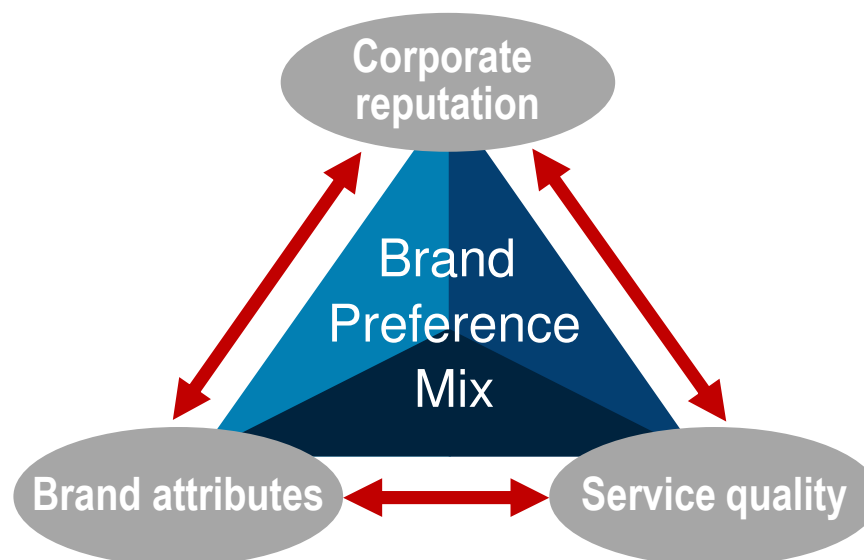 Corporate
reputation
Brand
Preference
Mix
Brand attributes
Service quality